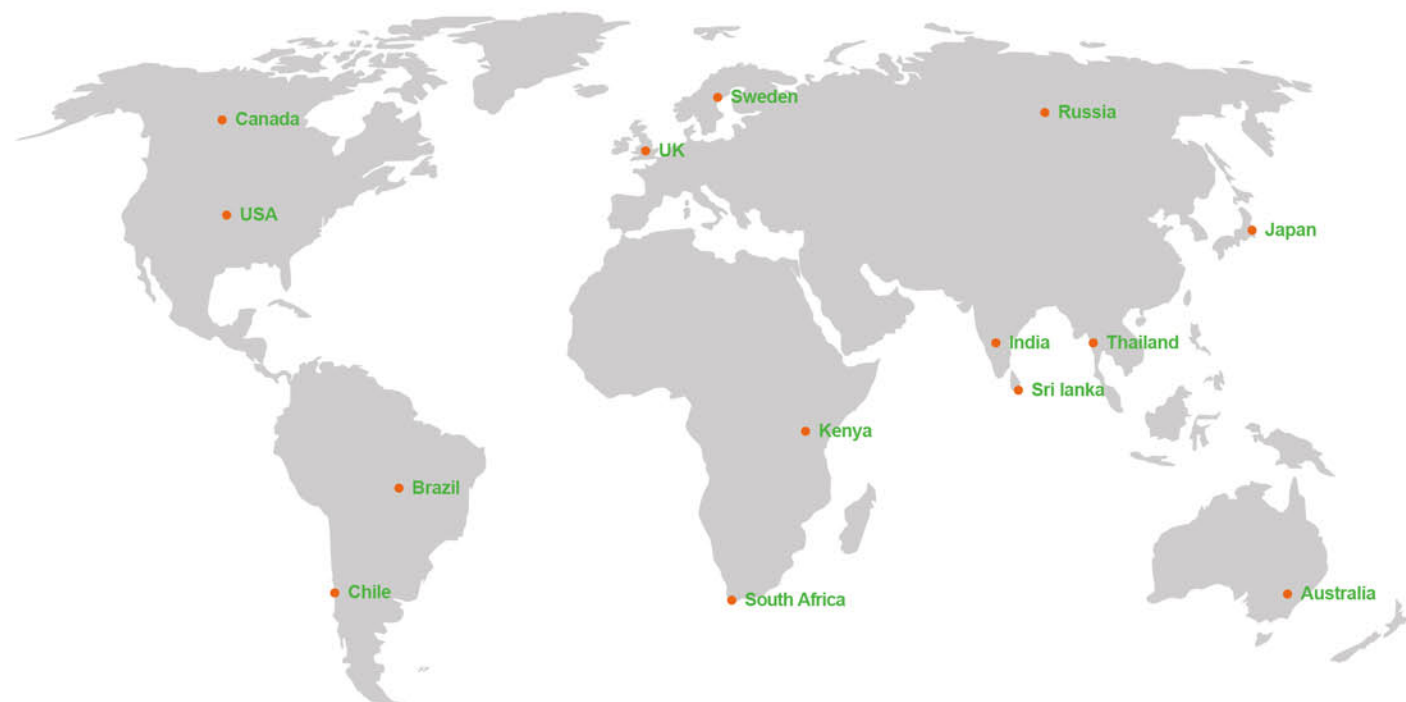 Sweden
Canada
Russia
UK
USA
Japan
India
Thailand
Sri lanka
Kenya
Brazil
Chile
South Africa
Australia